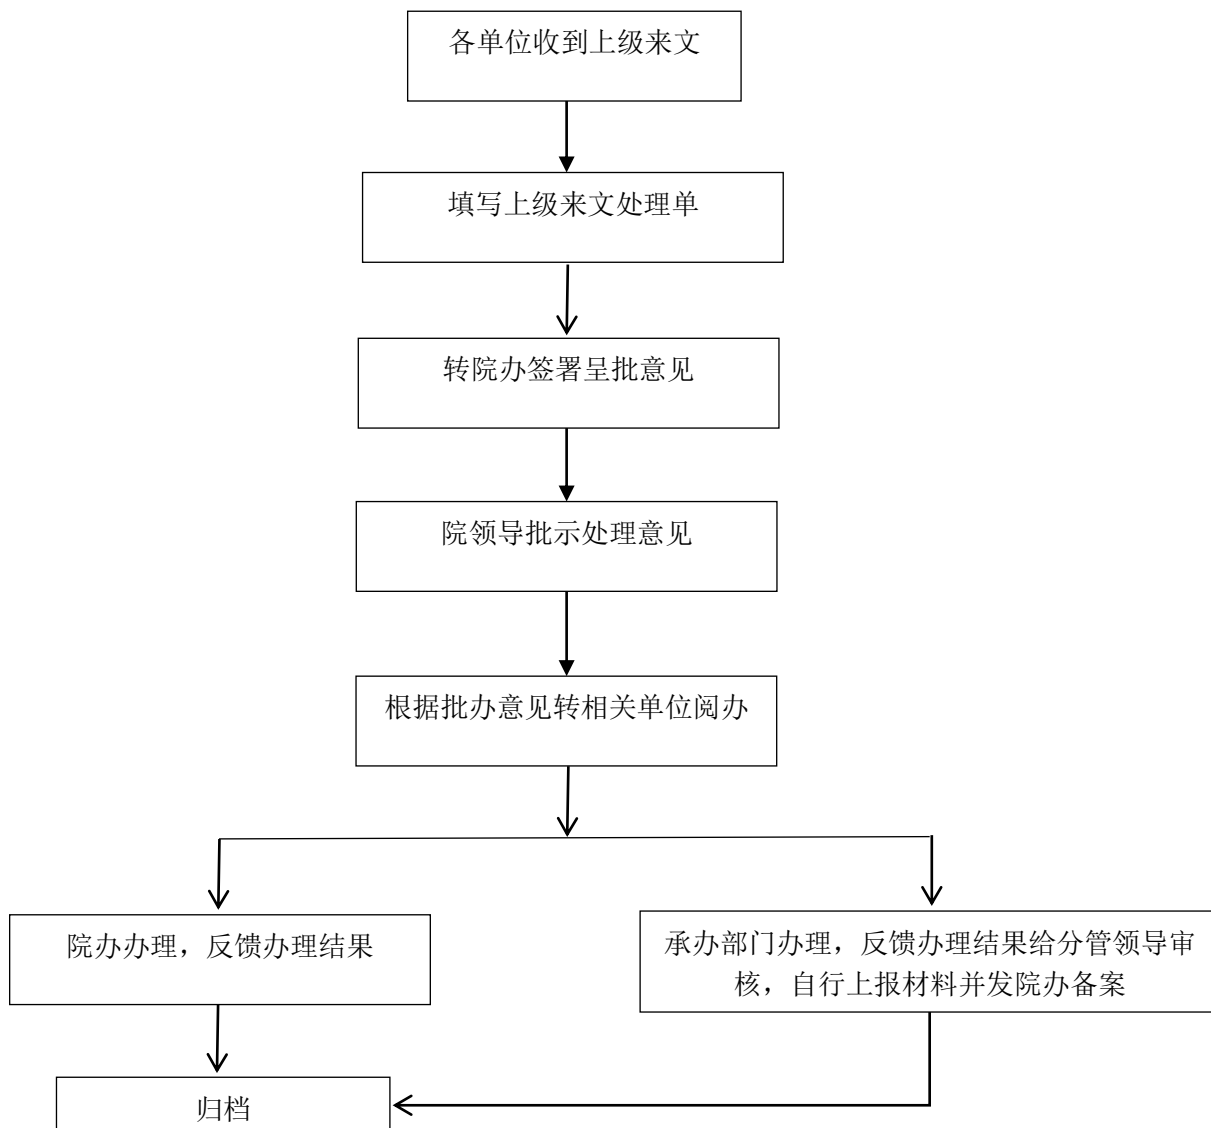 各单位收到上级来文
填写上级来文处理单
转院办签署呈批意见
院领导批示处理意见
根据批办意见转相关单位阅办
院办办理，反馈办理结果
承办部门办理，反馈办理结果给分管领导审
核，自行上报材料并发院办备案
归档